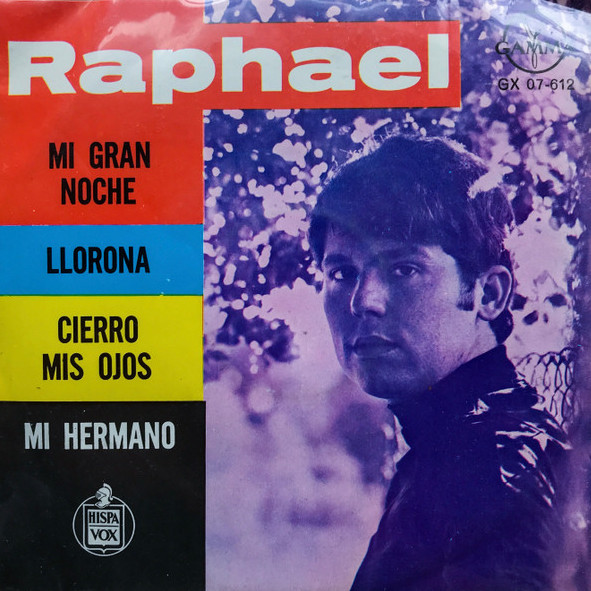 Raphael
GAMMA
GX 07-612
MI GRAN
NOCHE
LLORONA
CIERRO
MIS OJOS
MI HERMANO
HISPA
VOX